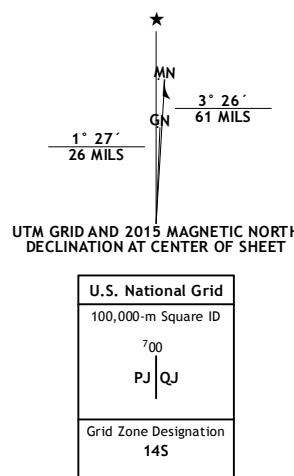 ★
MN
3° 26´
GN
61 MILS
1° 27´
26 MILS
UTM GRID AND 2015 MAGNETIC NORTH
DECLINATION AT CENTER OF SHEET
U.S. National Grid
100,000-m Square ID
⁷00
PJ QJ
Grid Zone Designation
14S